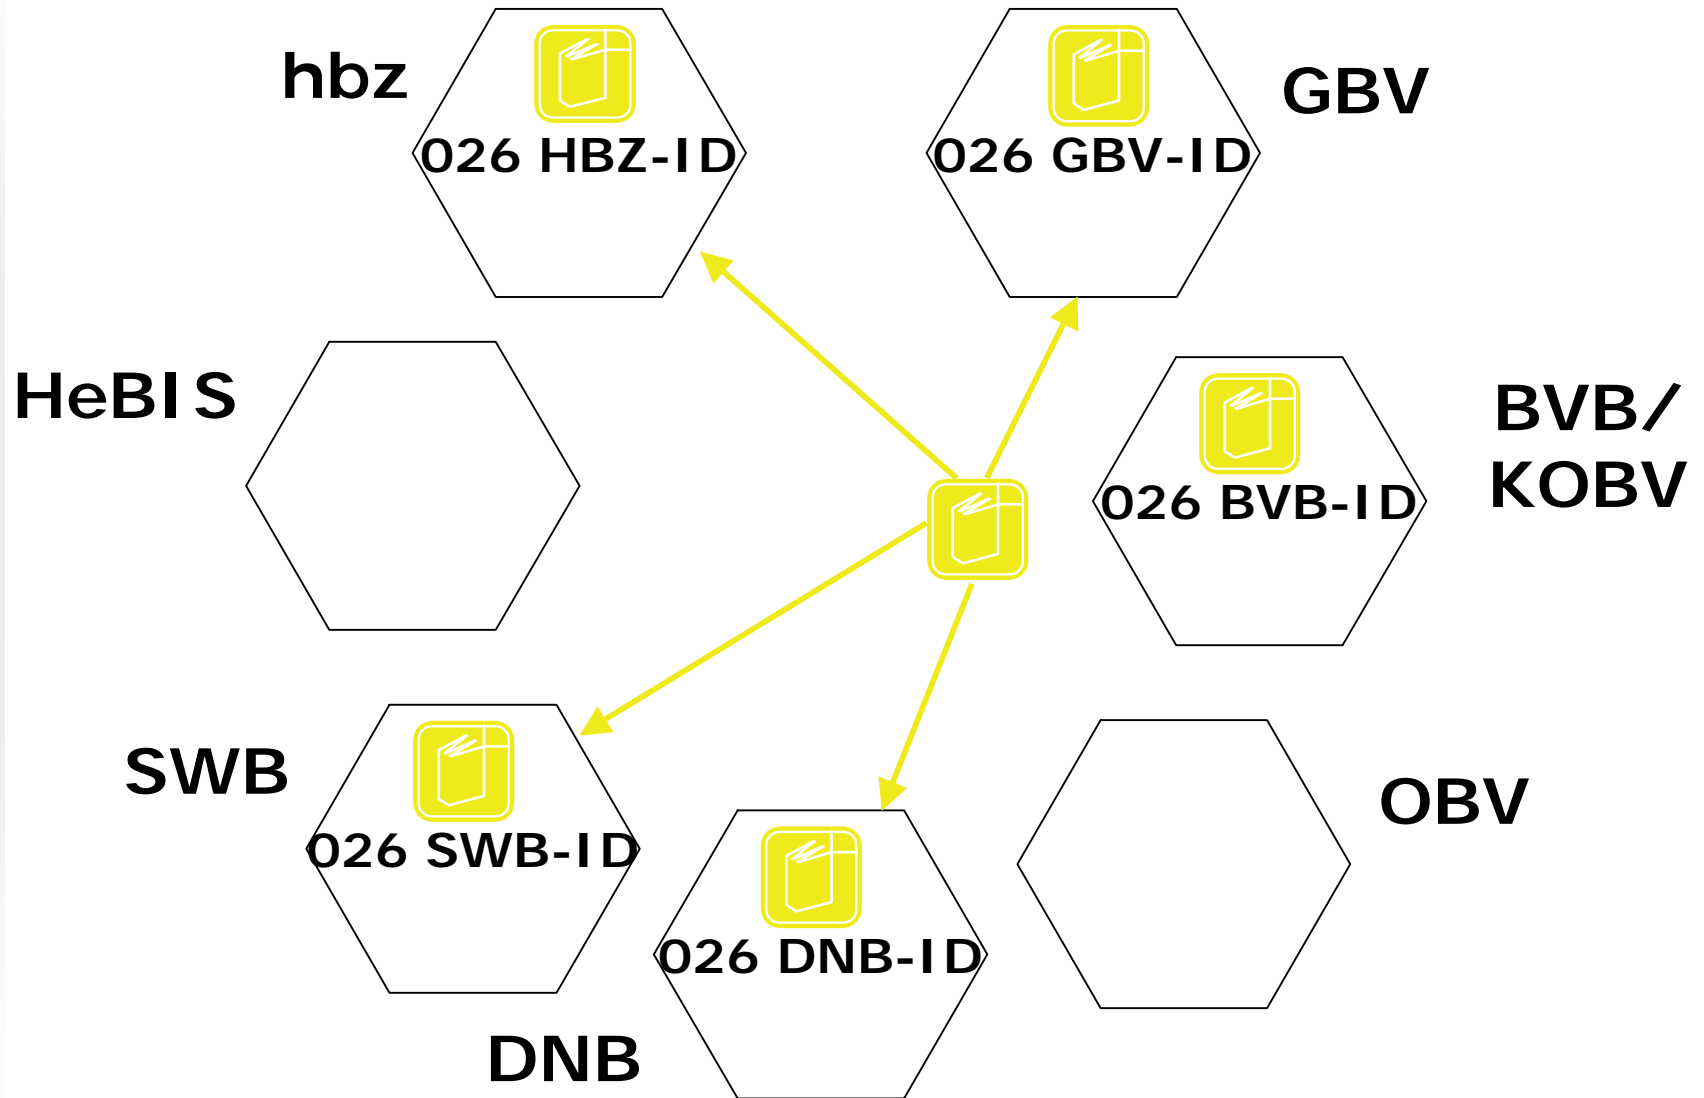 hbz
026 HBZ-ID
GBV
026 GBV-ID
HeBIS
BVB/
KOBV
026 BVB-ID
SWB
026 SWB-ID
OBV
026 DNB-ID
DNB